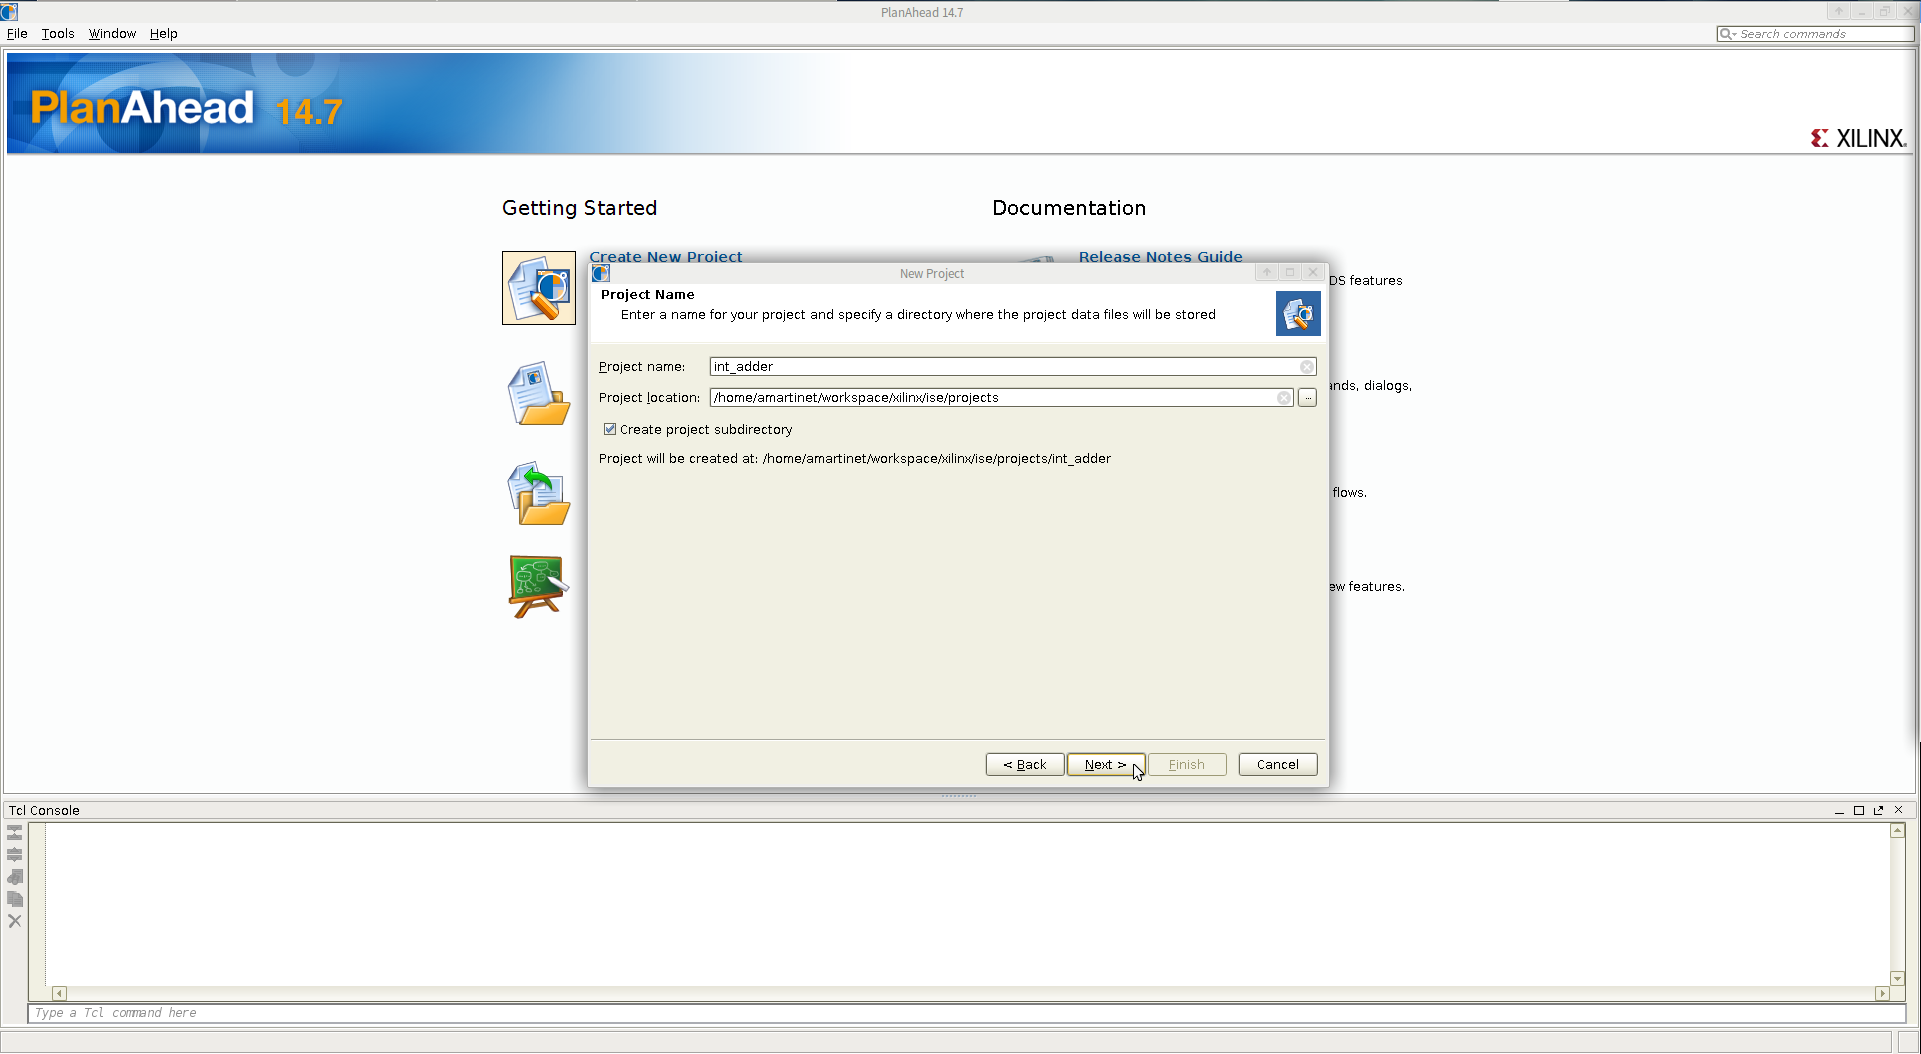 PlanAhead 14.7
File Tools Window Help
Search commands
PlanAhead 14.7
XILINX
Getting Started
Documentation
Create New Project
Release Notes Guide
DS features
New Project
Project Name
Enter a name for your project and specify a directory where the project data files will be stored
Project name: int_adder
Project location: /home/amartinet/workspace/xilinx/ise/projects
...
ands, dialogs,
Create project subdirectory
Project will be created at: /home/amartinet/workspace/xilinx/ise/projects/int_adder
flows.
ew features.
< Back Next > Finish Cancel
Tcl Console
Type a Tcl command here